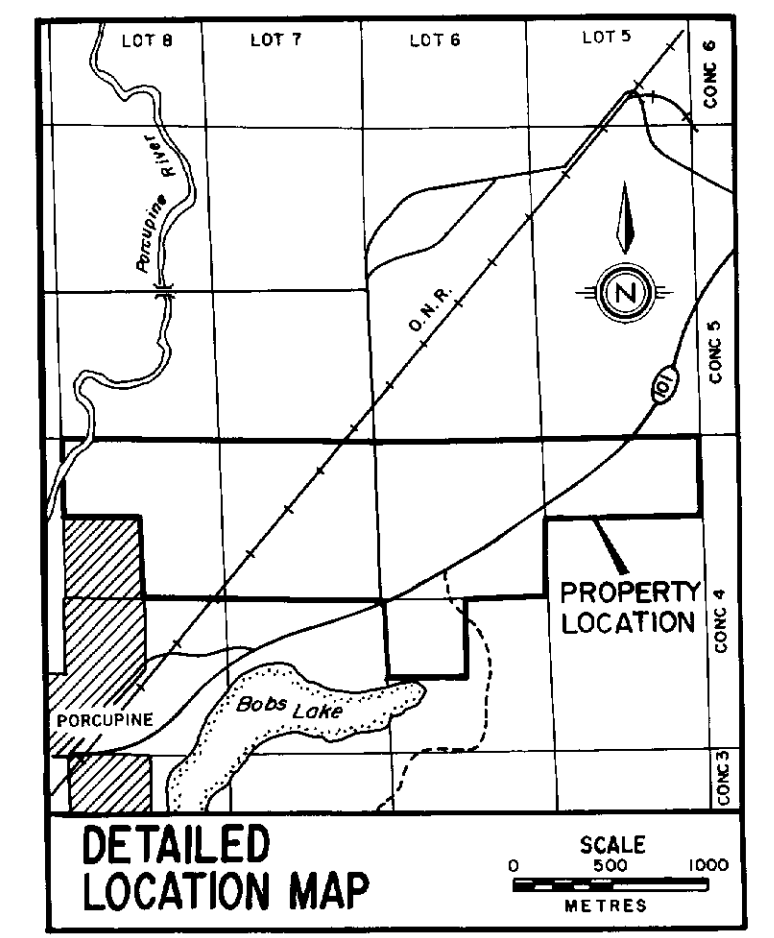 LOT 8
LOT 7
LOT 6
LOT 5
CONC 6
Porcupine River
N
O.N.R.
CONC 5
101
PROPERTY
LOCATION
CONC 4
Bobs Lake
PORCUPINE
CONC 3
DETAILED
LOCATION MAP
SCALE
0 500 1000
METRES